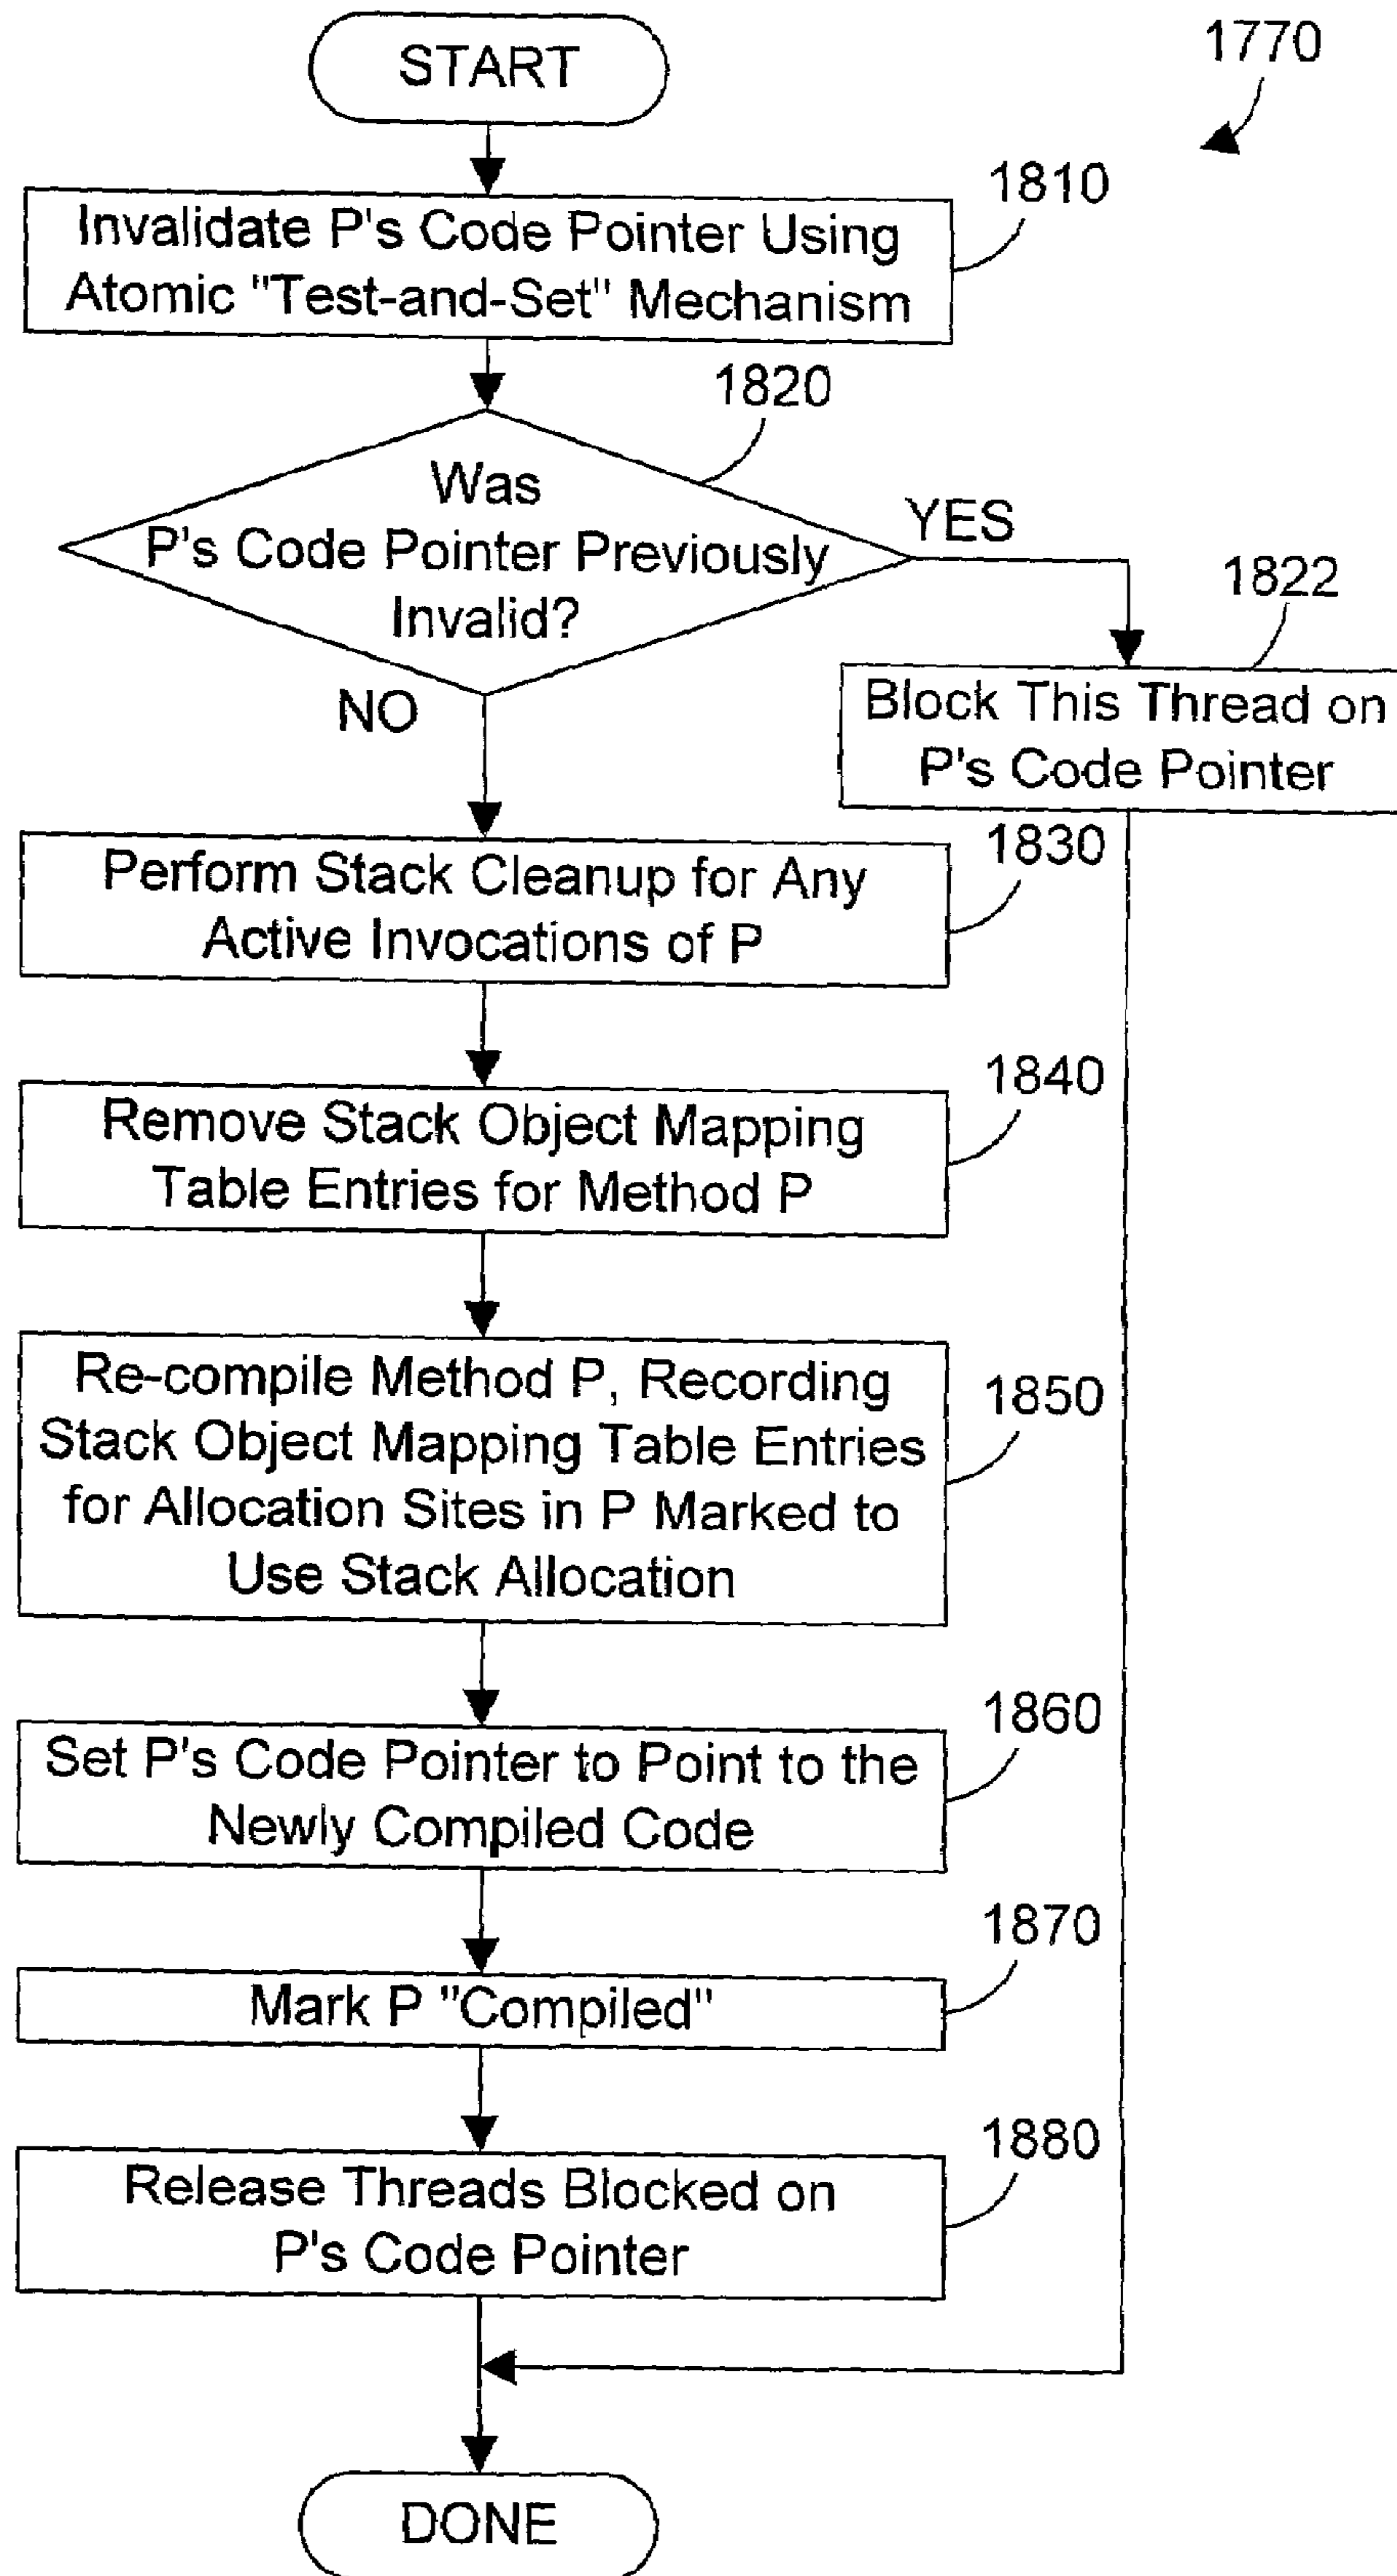 START
1770
1810
Invalidate P's Code Pointer Using
Atomic "Test-and-Set" Mechanism
1820
Was
P's Code Pointer Previously
Invalid?
YES
NO
1822
Block This Thread on
P's Code Pointer
1830
Perform Stack Cleanup for Any
Active Invocations of P
1840
Remove Stack Object Mapping
Table Entries for Method P
1850
Re-compile Method P, Recording
Stack Object Mapping Table Entries
for Allocation Sites in P Marked to
Use Stack Allocation
1860
Set P's Code Pointer to Point to the
Newly Compiled Code
1870
Mark P "Compiled"
1880
Release Threads Blocked on
P's Code Pointer
DONE